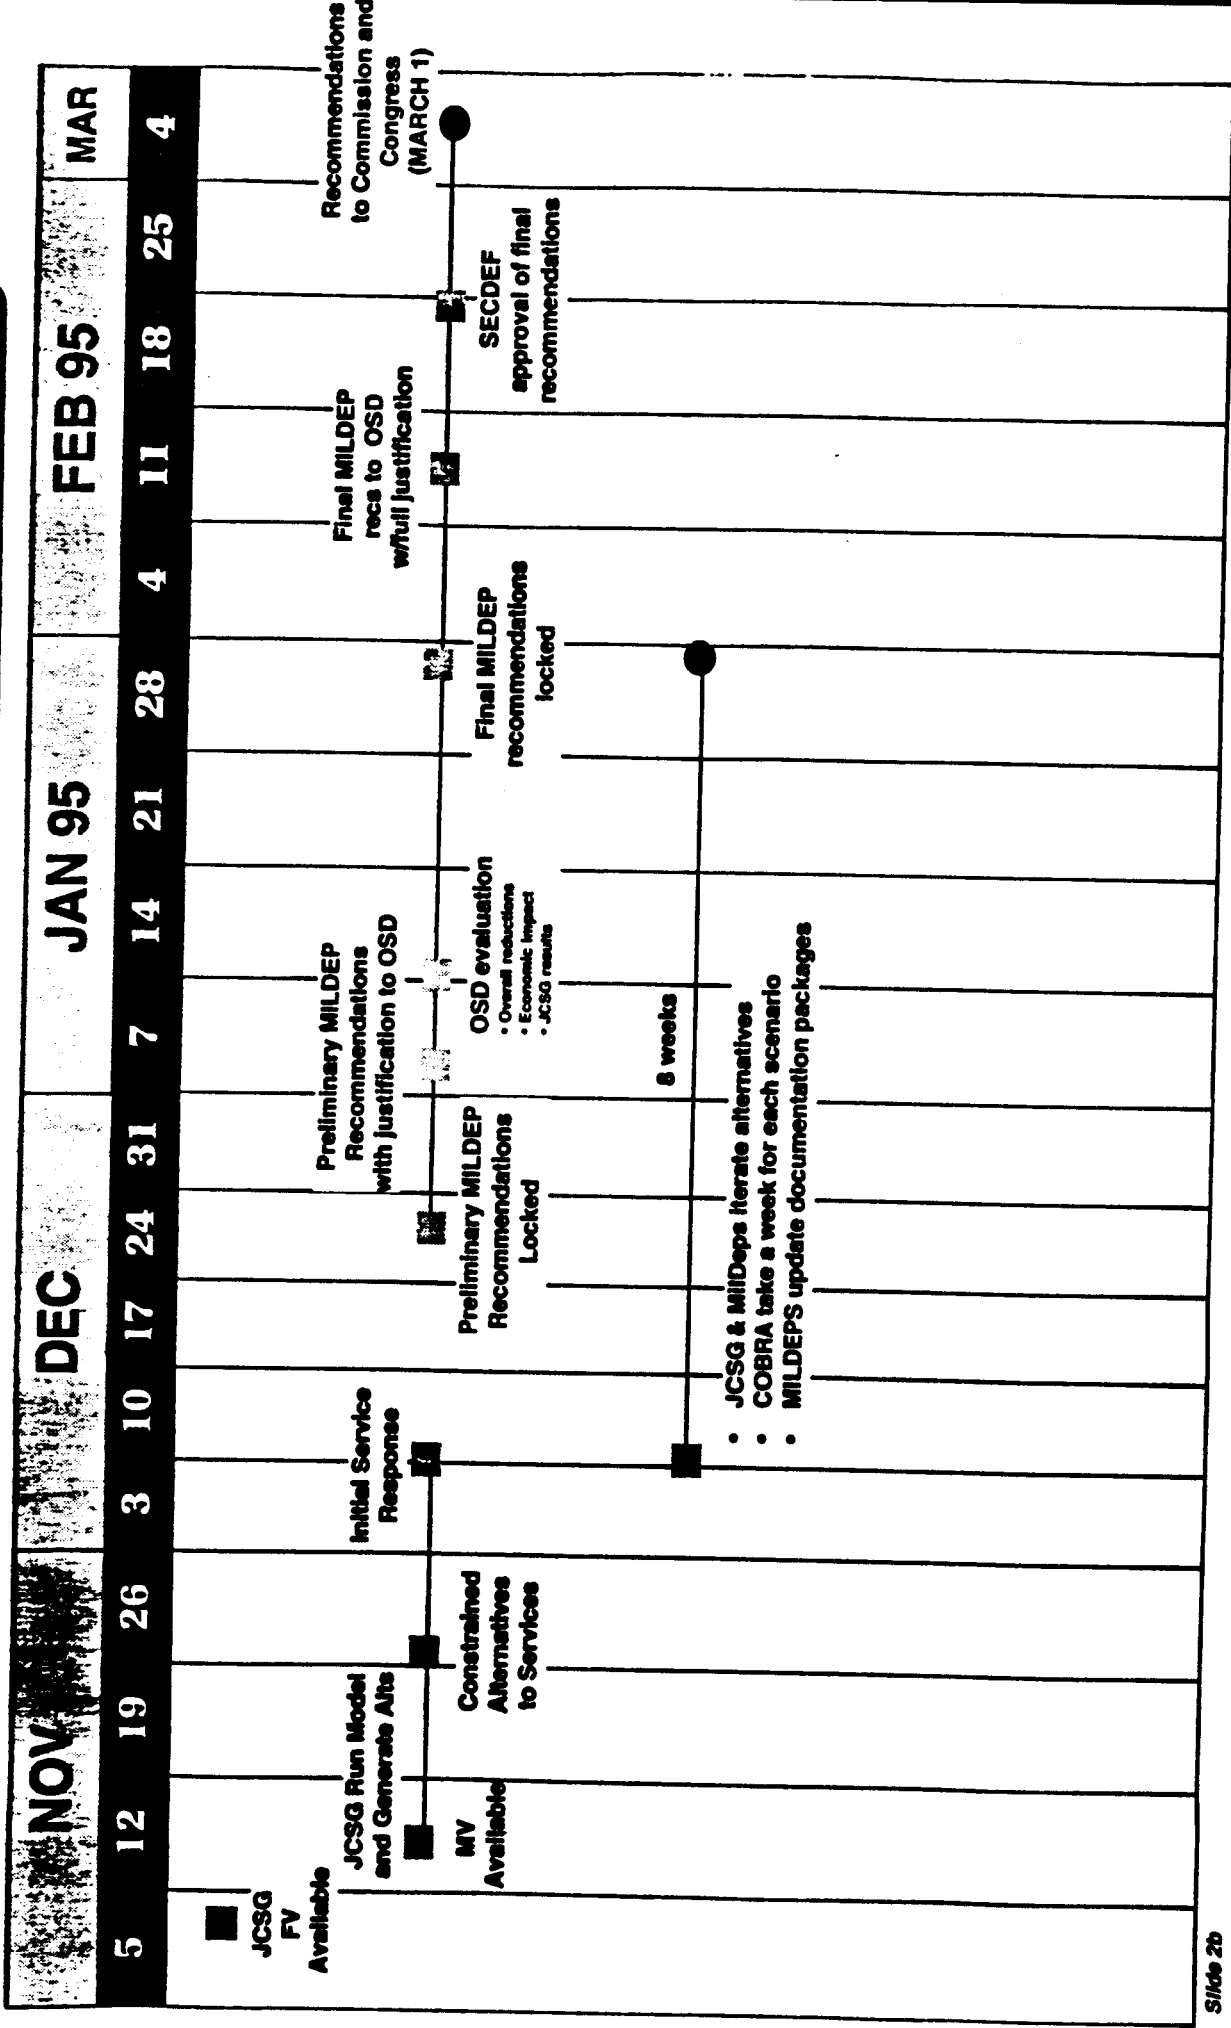 NOV
DEC
JAN 95
FEB 95
MAR
5
12
19
26
3
10
17
24
31
7
14
21
28
4
11
18
25
4
JCSG
FV
Available
JCSG Run Model
and Generate Alts
MV
Available
Constrained
Alternatives
to Services
Initial Service
Response
Preliminary MILDEP
Recommendations
Locked
Preliminary MILDEP
Recommendations
with justification to OSD
OSD evaluation
• Overall reductions
• Economic Impact
• JCSG results
Final MILDEP
recommendations
locked
Final MILDEP
recs to OSD
w/full justification
SECDEF
approval of final
recommendations
Recommendations
to Commission and
Congress
(MARCH 1)
8 weeks
• JCSG & MilDeps iterate alternatives
• COBRA take a week for each scenario
• MILDEPS update documentation packages
Slide 2b